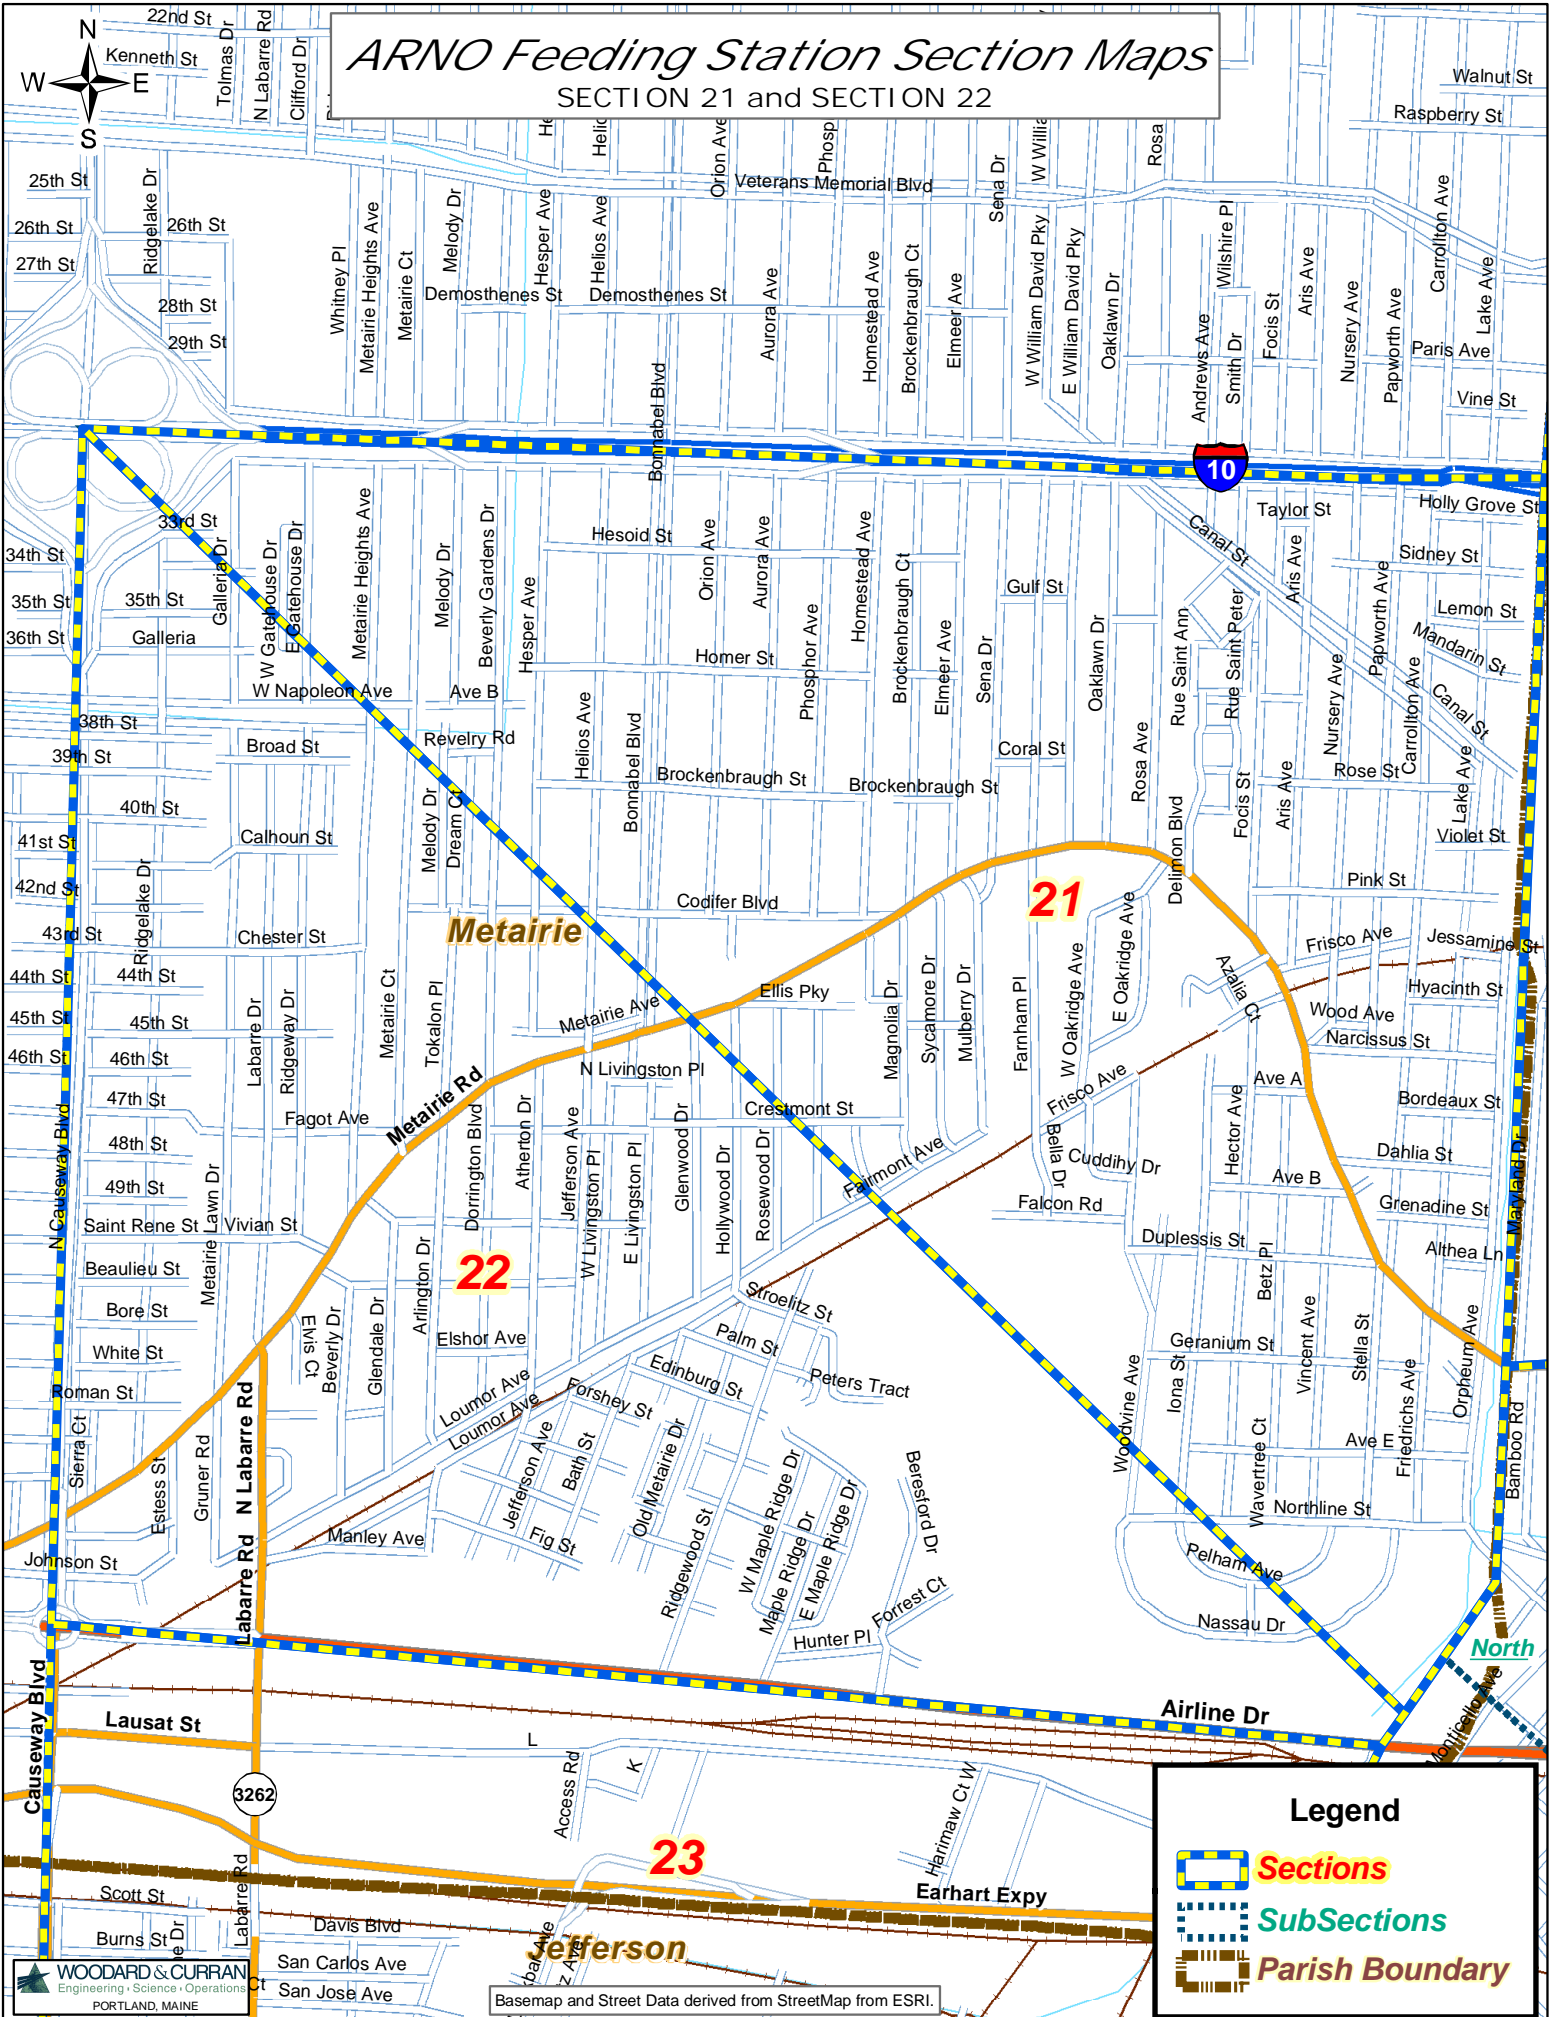 ARNO Feeding Station Section Maps
SECTION 21 and SECTION 22
N
W
E
S
22nd St
Kenneth St
Tolmas Dr
N Labarre Rd
Clifford Dr
Walnut St
Raspberry St
25th St
26th St
26th St
27th St
28th St
29th St
Ridgelake Dr
Whitney Pl
Metairie Heights Ave
Metairie Ct
Melody Dr
Hesper Ave
Helios Ave
Orion Ave
Phosp
Rosa
W Willia
Veterans Memorial Blvd
Demosthenes St
Demosthenes St
Bonnabel Blvd
Aurora Ave
Homestead Ave
Brockenbraugh Ct
Elmeer Ave
Sena Dr
W William David Pky
E William David Pky
Oaklawn Dr
Andrews Ave
Wilshire Pl
Smith Dr
Focis St
Aris Ave
Nursery Ave
Papworth Ave
Carrollton Ave
Lake Ave
Paris Ave
Vine St
10
33rd St
34th St
35th St
35th St
36th St
Galleria
Galleria Dr
W Gatehouse Dr
E Gatehouse Dr
Metairie Heights Ave
Melody Dr
Beverly Gardens Dr
Hesper Ave
Hesoid St
Orion Ave
Aurora Ave
Phosphor Ave
Homestead Ave
Brockenbraugh Ct
Elmeer Ave
Sena Dr
Gulf St
Oaklawn Dr
Rue Saint Ann
Rue Saint Peter
Canal St
Taylor St
Holly Grove St
Sidney St
Lemon St
Mandarin St
Canal St
Aris Ave
Papworth Ave
Nursery Ave
Carrollton Ave
Lake Ave
Homer St
W Napoleon Ave
Ave B
38th St
Revelry Rd
39th St
Broad St
Helios Ave
Bonnabel Blvd
Brockenbraugh St
Brockenbraugh St
Coral St
Rosa Ave
Delimon Blvd
Focis St
Aris Ave
Rose St
Violet St
40th St
41st St
Calhoun St
Melody Dr
Dream Ct
42nd St
Ridgelake Dr
43rd St
Chester St
Metairie
Codifer Blvd
21
Pink St
Frisco Ave
Jessamine St
44th St
44th St
45th St
45th St
46th St
46th St
47th St
48th St
49th St
Labarre Dr
Ridgeway Dr
Metairie Ct
Tokalon Pl
Metairie Ave
Ellis Pky
Magnolia Dr
Sycamore Dr
Mulberry Dr
Farnham Pl
W Oakridge Ave
E Oakridge Ave
Azalia Ct
Hyacinth St
Wood Ave
Narcissus St
N Livingston Pl
Metairie Rd
Fagot Ave
Crestmont St
Frisco Ave
Ave A
Bordeaux St
N Causeway Blvd
Saint Rene St
Vivian St
Metairie Lawn Dr
Dorrington Blvd
Atherton Dr
Jefferson Ave
W Livingston Pl
E Livingston Pl
Glenwood Dr
Hollywood Dr
Rosewood Dr
Fairmont Ave
Bella Dr
Cuddihy Dr
Falcon Rd
Hector Ave
Ave B
Dahlia St
Grenadine St
Maryland Dr
Duplessis St
Althea Ln
Betz Pl
22
Beaulieu St
Bore St
White St
Roman St
Elvis Ct
Beverly Dr
Glendale Dr
Arlington Dr
Elshor Ave
Stroelitz St
Palm St
Peters Tract
Edinburg St
Forshey St
Loumor Ave
Loumor Ave
Geranium St
Vincent Ave
Stella St
Iona St
Woodvine Ave
Friedrichs Ave
Orpheum Ave
Ave E
Bamboo Rd
Wavertree Ct
Northline St
Sierra Ct
Estess St
Gruner Rd
N Labarre Rd
Labarre Rd
Jefferson Ave
Bath St
Old Metairie Dr
Fig St
Manley Ave
Johnson St
Ridgewood St
W Maple Ridge Dr
Maple Ridge Dr
E Maple Ridge Dr
Beresford Dr
Forrest Ct
Hunter Pl
Pelham Ave
Nassau Dr
North
Monticello Ave
Causeway Blvd
Lausat St
Airline Dr
L
K
Access Rd
Harimaw Ct W
3262
23
Labarre Rd
Earhart Expy
Scott St
Burns St
ne Dr
Davis Blvd
San Carlos Ave
San Jose Ave
Ct
Jefferson
Legend
Sections
SubSections
Parish Boundary
WOODARD & CURRAN
Engineering · Science · Operations
PORTLAND, MAINE
Basemap and Street Data derived from StreetMap from ESRI.